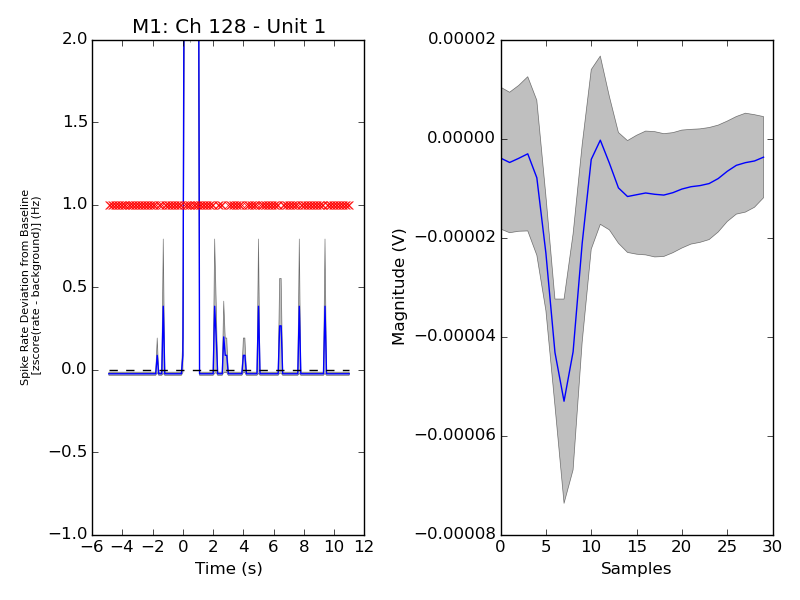 M1: Ch 128 - Unit 1
2.0
1.5
1.0
0.5
0.0
−0.5
−1.0
−6 −4 −2 0 2 4 6 8 10 12
Time (s)
Spike Rate Deviation from Baseline
[zscore(rate - background)] (Hz)
0.00002
0.00000
−0.00002
−0.00004
−0.00006
−0.00008
0 5 10 15 20 25 30
Samples
Magnitude (V)